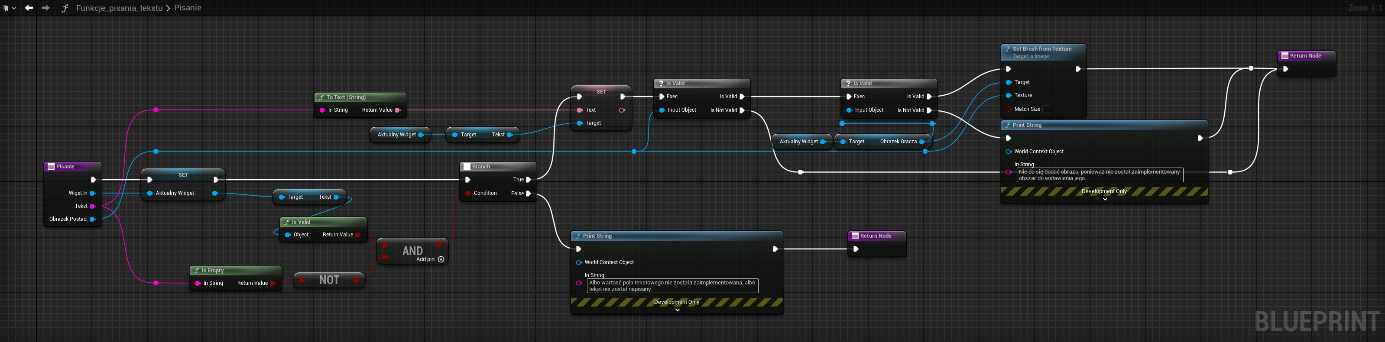 Funkcje_pisania_tekstu > Pisanie
Zoom 1:1
Set Brush from Texture
Target is Image
Target
Texture
Match Size
Return Node
To Text (String)
In String
Return Value
SET
Text
Target
Is Valid
Exec
Is Valid
Input Object
Is Not Valid
Is Valid
Exec
Is Valid
Input Object
Is Not Valid
Aktualny Widget
Target
Tekst
Aktualny Widget
Target
Obrazek Gracza
Print String
World Context Object
In String
Nie da się dodać obrazu, ponieważ nie został zaimplementowany
obszar do wstawienia jego.
Development Only
Pisanie
Wiget In
Tekst
Obrazek Postaci
SET
Aktualny Widget
Target
Tekst
Branch
True
Condition
False
Is Valid
Object
Return Value
AND
Add pin
Is Empty
In String
Return Value
NOT
Print String
World Context Object
In String
Albo wartość pola tekstowego nie została zaimplementowana, albo
tekst nie został napisany.
Development Only
Return Node
BLUEPRINT